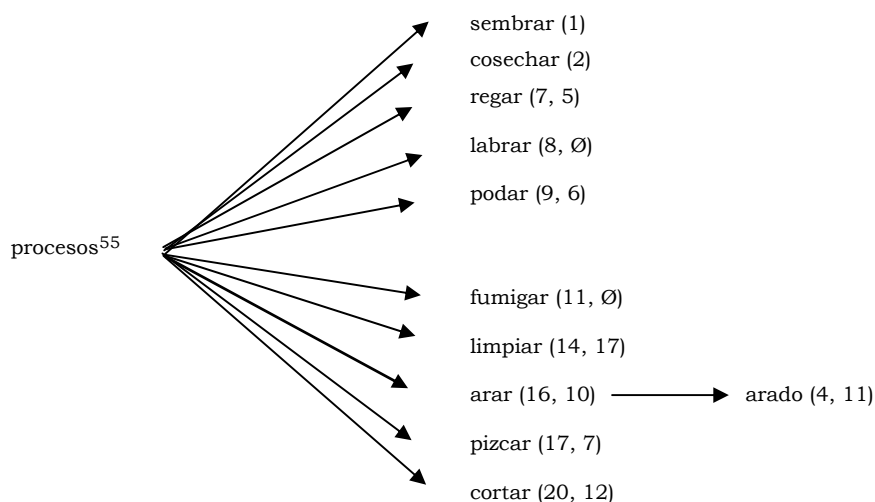 sembrar (1)
cosechar (2)
regar (7, 5)
labrar (8, Ø)
podar (9, 6)
procesos55
fumigar (11, Ø)
limpiar (14, 17)
arar (16, 10) arado (4, 11)
pizcar (17, 7)
cortar (20, 12)